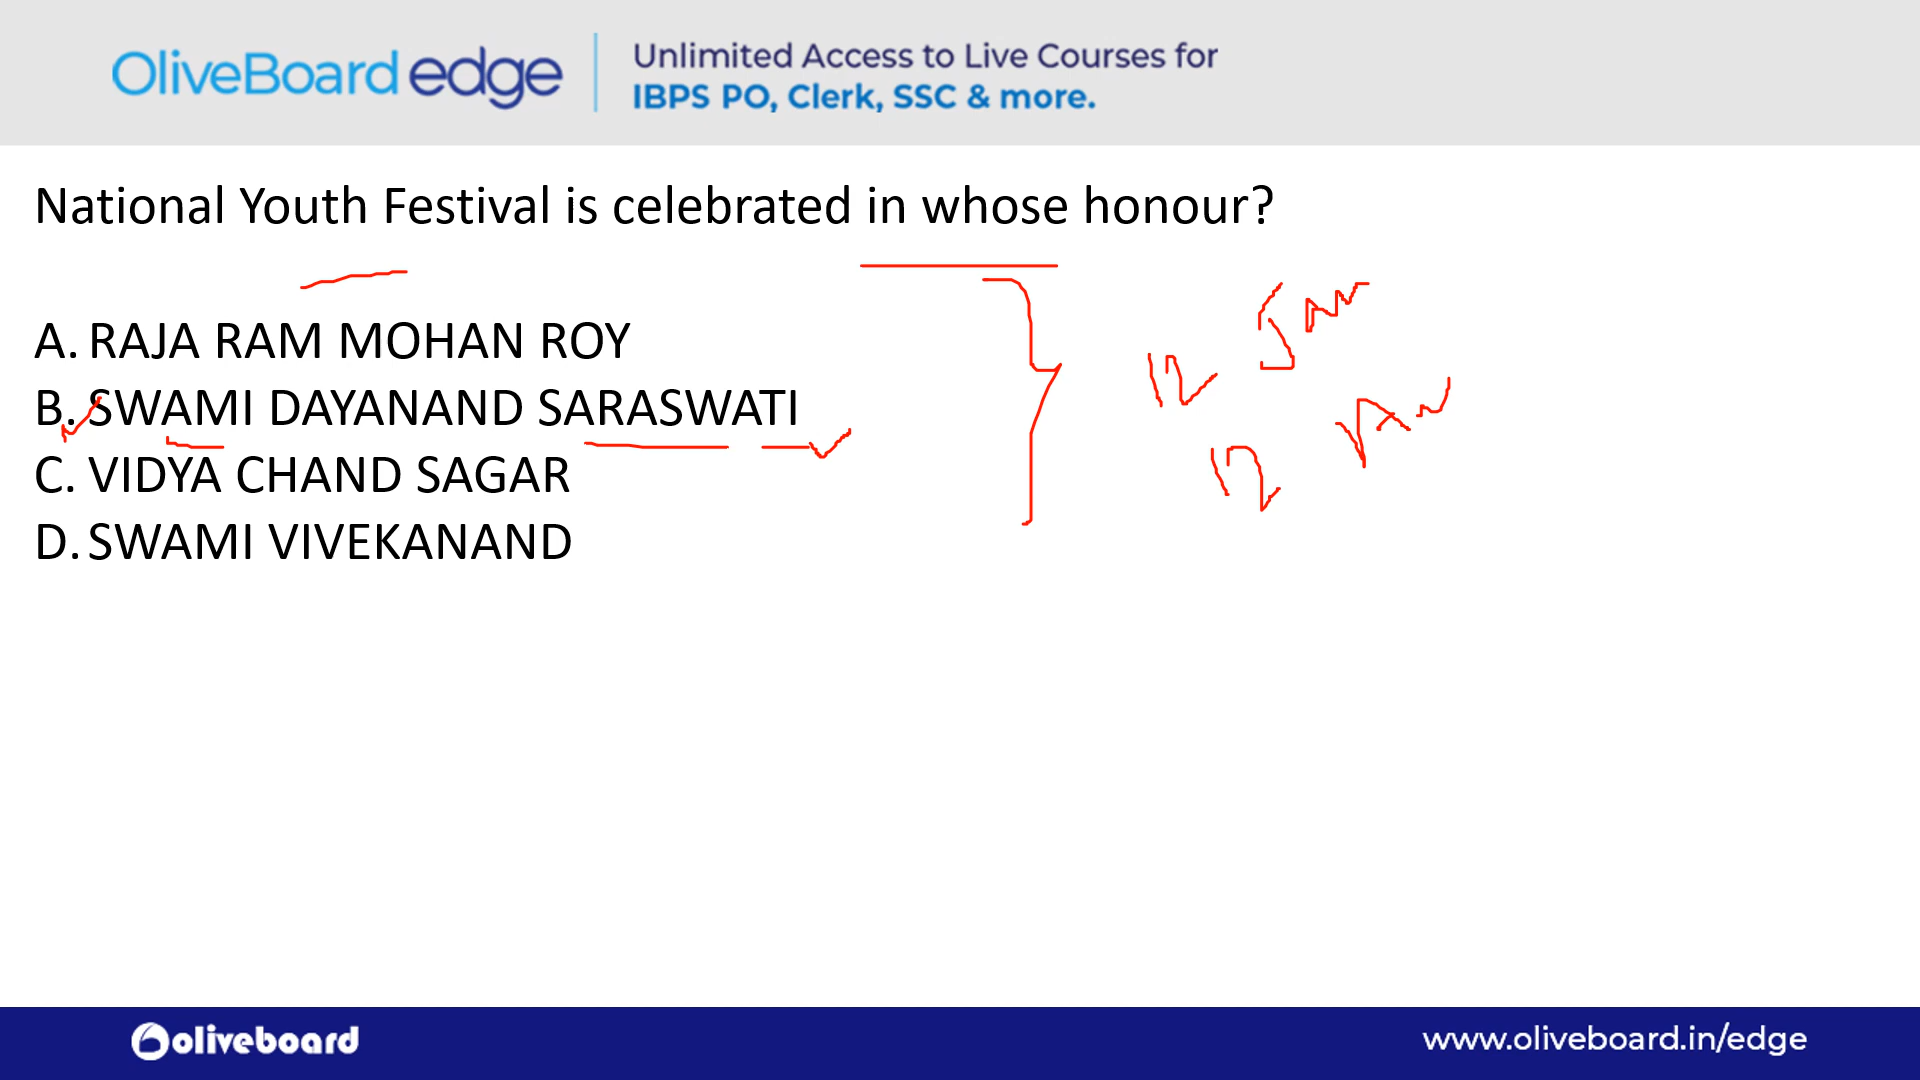 OliveBoard edge
Unlimited Access to Live Courses for
IBPS PO, Clerk, SSC & more.
National Youth Festival is celebrated in whose honour?
A. RAJA RAM MOHAN ROY
B. SWAMI DAYANAND SARASWATI
C. VIDYA CHAND SAGAR
D. SWAMI VIVEKANAND
12
12
oliveboard
www.oliveboard.in/edge